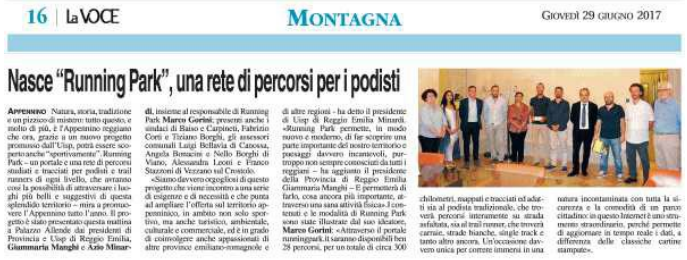 16 | La VOCE
MONTAGNA
GIOVEDÌ 29 GIUGNO 2017
Nasce “Running Park”, una rete di percorsi per i podisti
APPENNINO Natura, storia, tradizione
e un pizzico di mistero: tutto questo, e
molto di più, è l'Appennino reggiano
che ora, grazie a un nuovo progetto
promosso dall'Uisp, potrà essere sco-
perto anche “sportivamente”. Running
Park – un portale e una rete di percorsi
studiati e tracciati per podisti e trail
runners di ogni livello, che avranno
così la possibilità di attraversare i luo-
ghi più belli e suggestivi di questa
splendido territorio – mira a promuo-
vere l'Appennino tutto l'anno. Il pro-
getto è stato presentato questa mattina
a Palazzo Allende dai presidenti di
Provincia e Uisp di Reggio Emilia,
Giammaria Manghi e Azio Minar-
di, insieme al responsabile di Running
Park Marco Gorini; presenti anche i
sindaci di Baiso e Carpineti, Fabrizio
Corti e Tiziano Borghi, gli assessori
comunali Luigi Bellavia di Canossa,
Angela Bonacini e Nello Borghi di
Viano, Alessandra Leoni e Franco
Stazzoni di Vezzano sul Crostolo.
«Siamo davvero orgogliosi di questo
progetto che viene incontro a una serie
di esigenze e di necessità e che punta
ad ampliare l'offerta sul territorio ap-
penninico, in ambito non solo spor-
tivo, ma anche turistico, ambientale,
culturale e commerciale, ed è in grado
di coinvolgere anche appassionati di
altre province emiliano-romagnole e
di altre regioni - ha detto il presidente
di Uisp di Reggio Emilia Minardi.
«Running Park permette, in modo
nuovo e moderno, di far scoprire una
parte importante del nostro territorio e
paesaggi davvero incantevoli, pur-
troppo non sempre conosciuti da tutti i
reggiani – ha aggiunto il presidente
della Provincia di Reggio Emilia
Giammaria Manghi – E permetterà di
farlo, cosa ancora più importante, at-
traverso una sana attività fisica» I con-
tenuti e le modalità di Running Park
sono state illustrate dal suo ideatore,
Marco Gorini: «Attraverso il portale
runningpark.it saranno disponibili ben
28 percorsi, per un totale di circa 300
chilometri, mappati e tracciati ed adat-
ti sia al podista tradizionale, che tro-
verà percorsi interamente su strada
asfaltata, sia al trail runner, che troverà
carraie, strade bianche, single track e
tanto altro ancora. Un'occasione dav-
vero unica per correre immersi in una
natura incontaminata con tutta la si-
curezza e la comodità di un parco
cittadino: in questo Internet è uno stru-
mento straordinario, perché permette
di aggiornare in tempo reale i dati, a
differenza delle classiche cartine
stampate».